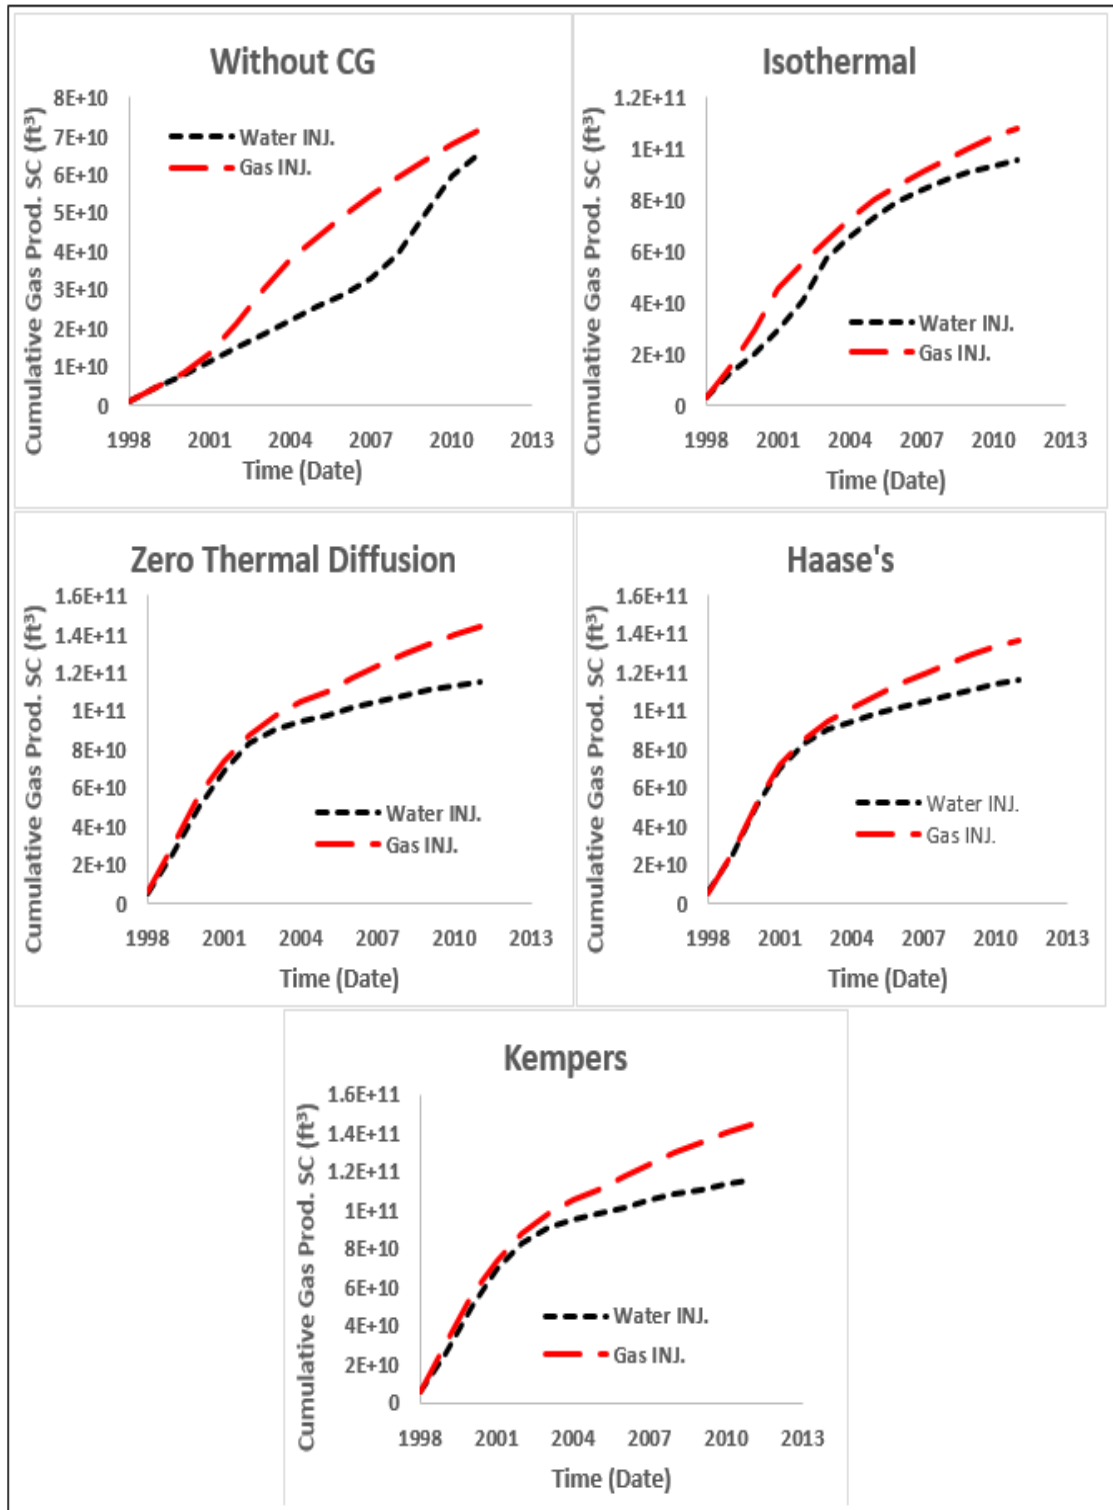 Without CG
Cumulative Gas Prod. SC (ft³)
8E+10
7E+10
6E+10
5E+10
4E+10
3E+10
2E+10
1E+10
0
Water INJ.
Gas INJ.
1998 2001 2004 2007 2010 2013
Time (Date)
Isothermal
Cumulative Gas Prod. SC (ft³)
1.2E+11
1E+11
8E+10
6E+10
4E+10
2E+10
0
Water INJ.
Gas INJ.
1998 2001 2004 2007 2010 2013
Time (Date)
Zero Thermal Diffusion
Cumulative Gas Prod. SC (ft³)
1.6E+11
1.4E+11
1.2E+11
1E+11
8E+10
6E+10
4E+10
2E+10
0
Water INJ.
Gas INJ.
1998 2001 2004 2007 2010 2013
Time (Date)
Haase's
Cumulative Gas Prod. SC (ft³)
1.6E+11
1.4E+11
1.2E+11
1E+11
8E+10
6E+10
4E+10
2E+10
0
Water INJ.
Gas INJ.
1998 2001 2004 2007 2010 2013
Time (Date)
Kempers
Cumulative Gas Prod. SC (ft³)
1.6E+11
1.4E+11
1.2E+11
1E+11
8E+10
6E+10
4E+10
2E+10
0
Water INJ.
Gas INJ.
1998 2001 2004 2007 2010 2013
Time (Date)